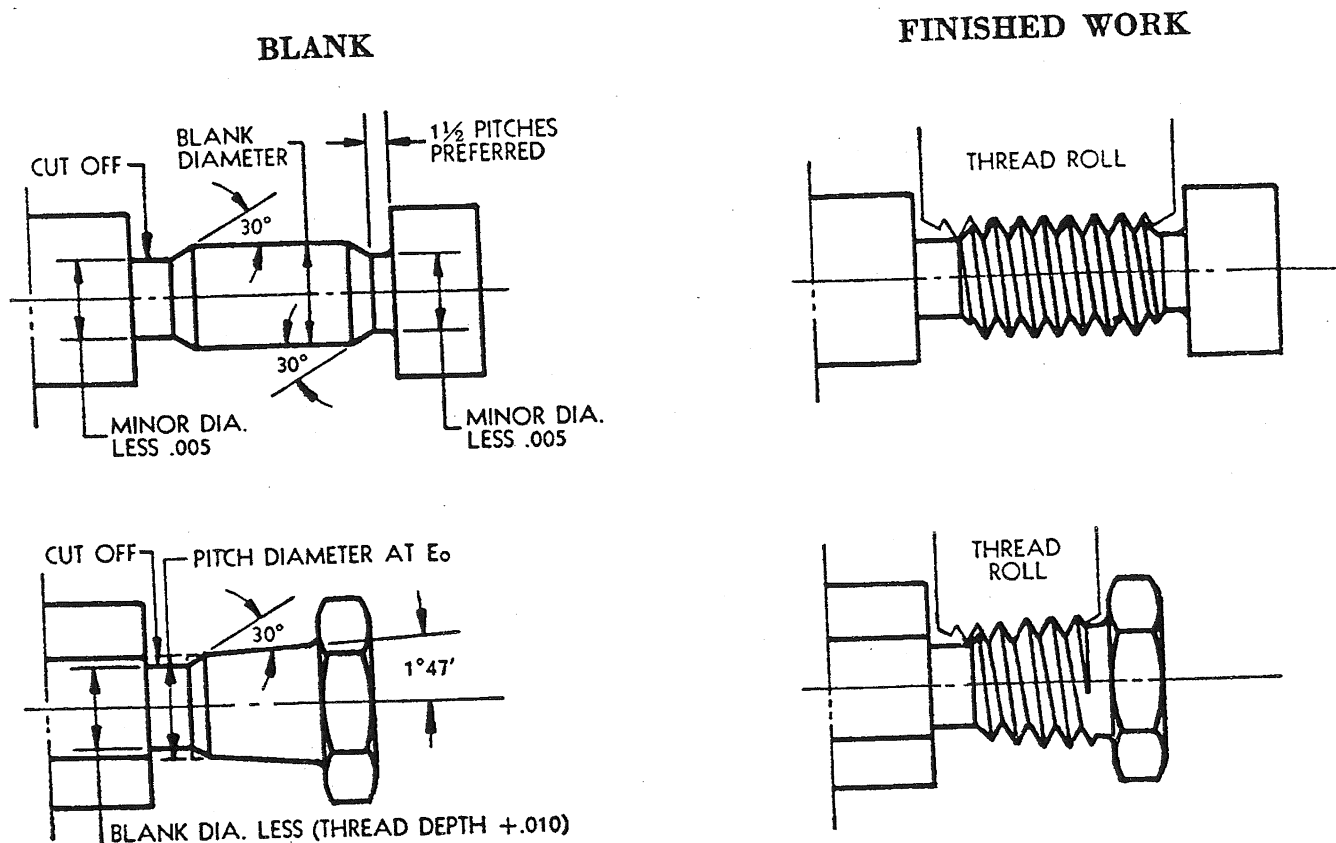 BLANK
FINISHED WORK
CUT OFF
BLANK
DIAMETER
1½ PITCHES
PREFERRED
30°
30°
MINOR DIA.
LESS .005
MINOR DIA.
LESS .005
THREAD ROLL
CUT OFF
PITCH DIAMETER AT E₀
30°
1°47'
BLANK DIA. LESS (THREAD DEPTH +.010)
THREAD
ROLL